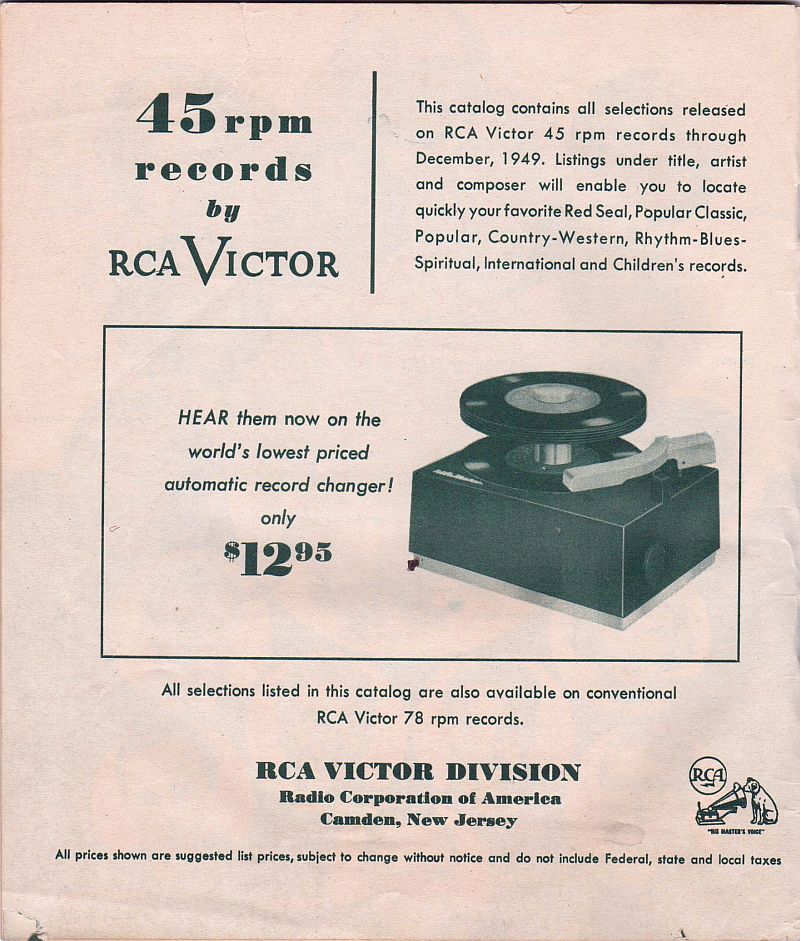 45 rpm
records
by
RCA VICTOR
This catalog contains all selections released
on RCA Victor 45 rpm records through
December, 1949. Listings under title, artist
and composer will enable you to locate
quickly your favorite Red Seal, Popular Classic,
Popular, Country-Western, Rhythm-Blues-
Spiritual, International and Children's records.
HEAR them now on the
world's lowest priced
automatic record changer!
only
$12 95
All selections listed in this catalog are also available on conventional
RCA Victor 78 rpm records.
RCA VICTOR DIVISION
Radio Corporation of America
Camden, New Jersey
RCA
"HIS MASTER'S VOICE"
All prices shown are suggested list prices, subject to change without notice and do not include Federal, state and local taxes